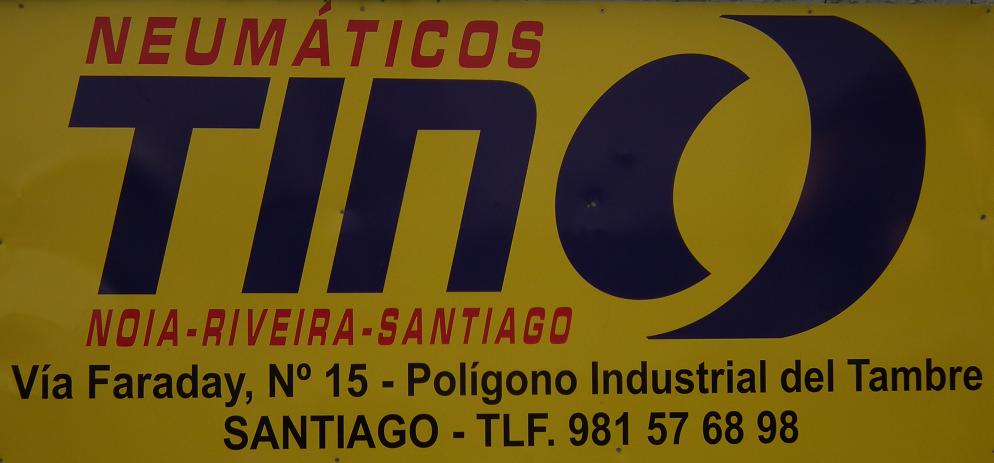 NEUMÁTICOS
TINO
NOIA-RIVEIRA-SANTIAGO
Vía Faraday, Nº 15 - Polígono Industrial del Tambre
SANTIAGO - TLF. 981 57 68 98